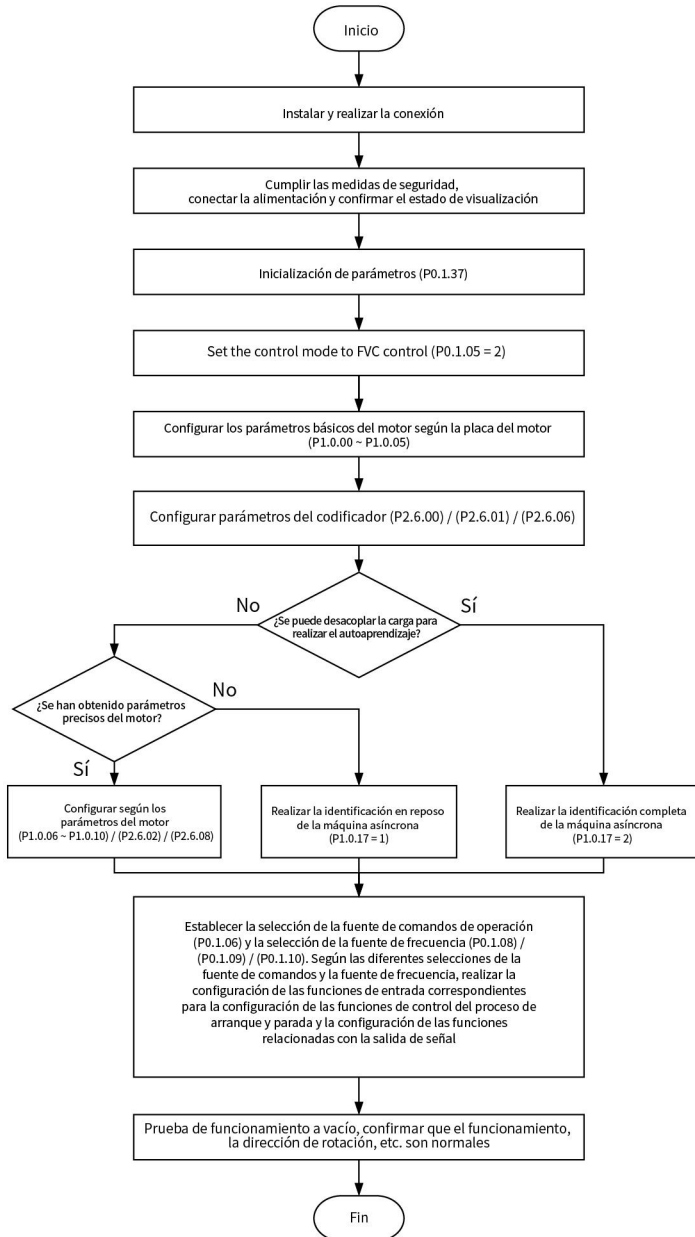 Inicio
Instalar y realizar la conexión
Cumplir las medidas de seguridad,
conectar la alimentación y confirmar el estado de visualización
Inicialización de parámetros (P0.1.37)
Set the control mode to FVC control (P0.1.05 = 2)
Configurar los parámetros básicos del motor según la placa del motor
(P1.0.00 ~ P1.0.05)
Configurar parámetros del codificador (P2.6.00) / (P2.6.01) / (P2.6.06)
No
Sí
¿Se puede desacoplar la carga para
realizar el autoaprendizaje?
¿Se han obtenido parámetros
precisos del motor?
No
Sí
Configurar según los
parámetros del motor
(P1.0.06 ~ P1.0.10) / (P2.6.02) / (P2.6.08)
Realizar la identificación en reposo
de la máquina asíncrona
(P1.0.17 = 1)
Realizar la identificación completa
de la máquina asíncrona
(P1.0.17 = 2)
Establecer la selección de la fuente de comandos de operación
(P0.1.06) y la selección de la fuente de frecuencia (P0.1.08) /
(P0.1.09) / (P0.1.10). Según las diferentes selecciones de la
fuente de comandos y la fuente de frecuencia, realizar la
configuración de las funciones de entrada correspondientes
para la configuración de las funciones de control del proceso de
arranque y parada y la configuración de las funciones
relacionadas con la salida de señal
Prueba de funcionamiento a vacío, confirmar que el funcionamiento,
la dirección de rotación, etc. son normales
Fin